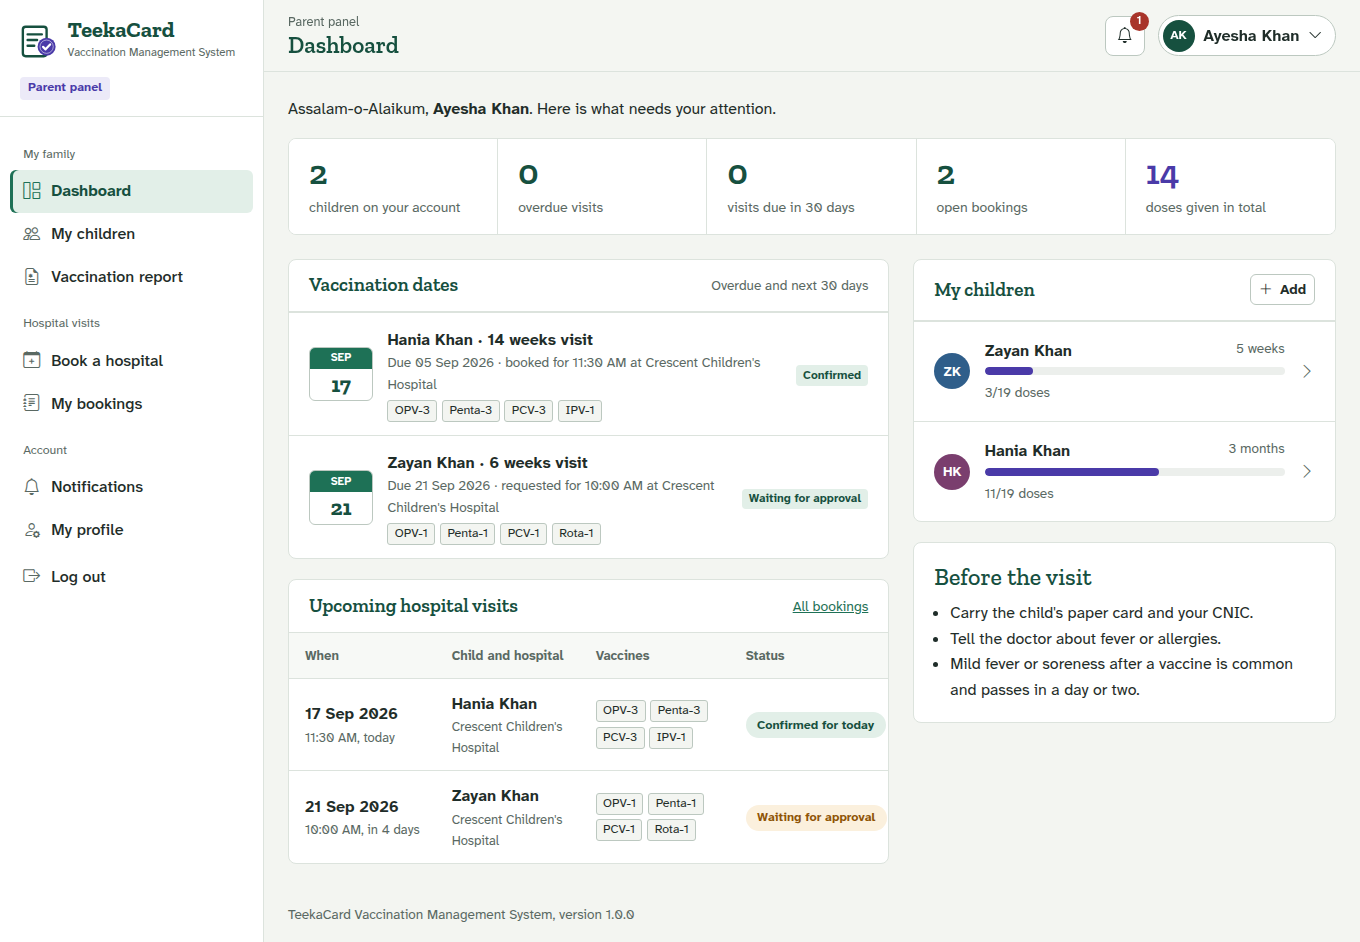 TeekaCard
Vaccination Management System
Parent panel
My family
Dashboard
My children
Vaccination report
Hospital visits
Book a hospital
My bookings
Account
Notifications
My profile
Log out
Parent panel
Dashboard
1
AK Ayesha Khan
Assalam-o-Alaikum, Ayesha Khan. Here is what needs your attention.
2
children on your account
0
overdue visits
0
visits due in 30 days
2
open bookings
14
doses given in total
Vaccination dates
Overdue and next 30 days
SEP
17
Hania Khan · 14 weeks visit
Due 05 Sep 2026 · booked for 11:30 AM at Crescent Children's
Hospital
OPV-3 Penta-3 PCV-3 IPV-1
Confirmed
SEP
21
Zayan Khan · 6 weeks visit
Due 21 Sep 2026 · requested for 10:00 AM at Crescent
Children's Hospital
OPV-1 Penta-1 PCV-1 Rota-1
Waiting for approval
Upcoming hospital visits
All bookings
When Child and hospital Vaccines Status
17 Sep 2026
11:30 AM, today
Hania Khan
Crescent Children's
Hospital
OPV-3 Penta-3
PCV-3 IPV-1
Confirmed for today
21 Sep 2026
10:00 AM, in 4 days
Zayan Khan
Crescent Children's
Hospital
OPV-1 Penta-1
PCV-1 Rota-1
Waiting for approval
My children
Add
ZK
Zayan Khan
5 weeks
3/19 doses
HK
Hania Khan
3 months
11/19 doses
Before the visit
• Carry the child's paper card and your CNIC.
• Tell the doctor about fever or allergies.
• Mild fever or soreness after a vaccine is common
and passes in a day or two.
TeekaCard Vaccination Management System, version 1.0.0